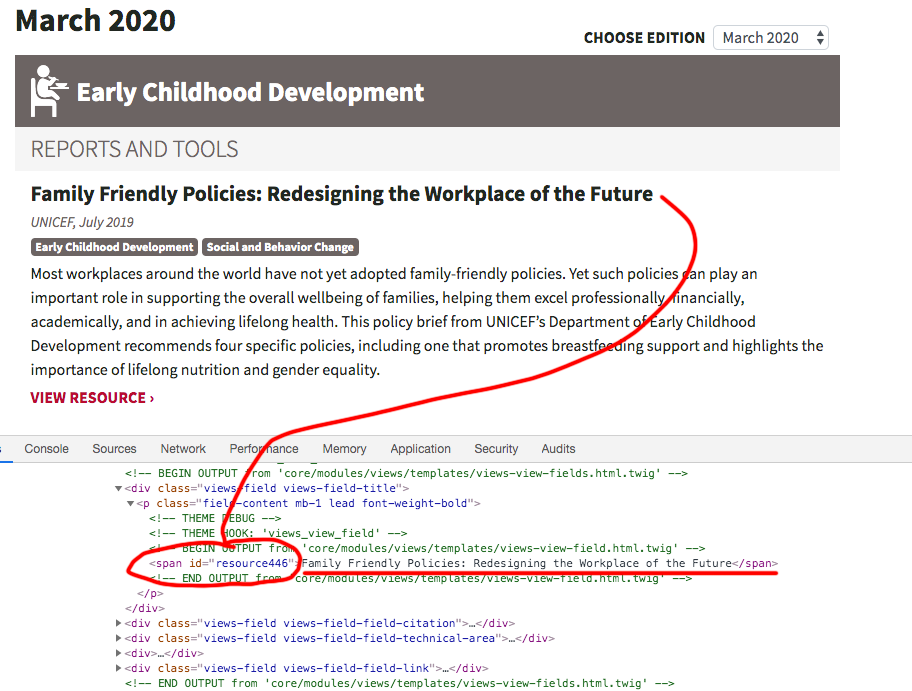 March 2020
CHOOSE EDITION March 2020
Early Childhood Development
REPORTS AND TOOLS
Family Friendly Policies: Redesigning the Workplace of the Future
UNICEF, July 2019
Early Childhood Development Social and Behavior Change
Most workplaces around the world have not yet adopted family-friendly policies. Yet such policies can play an
important role in supporting the overall wellbeing of families, helping them excel professionally, financially,
academically, and in achieving lifelong health. This policy brief from UNICEF’s Department of Early Childhood
Development recommends four specific policies, including one that promotes breastfeeding support and highlights the
importance of lifelong nutrition and gender equality.
VIEW RESOURCE ›
Console Sources Network Performance Memory Application Security Audits
<!-- BEGIN OUTPUT from 'core/modules/views/templates/views-view-fields.html.twig' -->
▼<div class="views-field views-field-title">
▼<p class="field-content mb-1 lead font-weight-bold">
<!-- THEME DEBUG -->
<!-- THEME HOOK: 'views_view_field' -->
<!-- BEGIN OUTPUT from 'core/modules/views/templates/views-view-field.html.twig' -->
<span id="resource446">Family Friendly Policies: Redesigning the Workplace of the Future</span>
<!-- END OUTPUT from 'core/modules/views/templates/views-view-field.html.twig' -->
</p>
</div>
▶<div class="views-field views-field-field-citation">…</div>
▶<div class="views-field views-field-field-technical-area">…</div>
▶<div>…</div>
▶<div class="views-field views-field-field-link">…</div>
<!-- END OUTPUT from 'core/modules/views/templates/views-view-fields.html.twig' -->